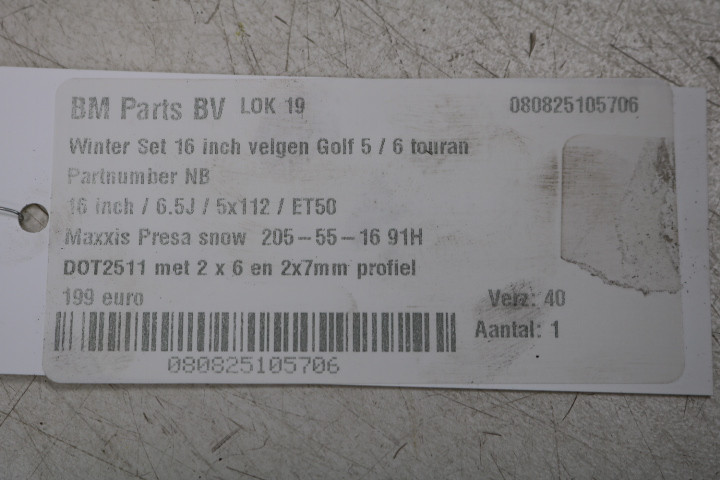 BM Parts BV LOK 19 080825105706
Winter Set 16 inch velgen Golf 5 / 6 touran
Partnumber NB
16 inch / 6.5J / 5x112 / ET50
Maxxis Presa snow 205-55-16 91H
DOT2511 met 2 x 6 en 2x7mm profiel
199 euro Verz: 40
Aantal: 1
080825105706